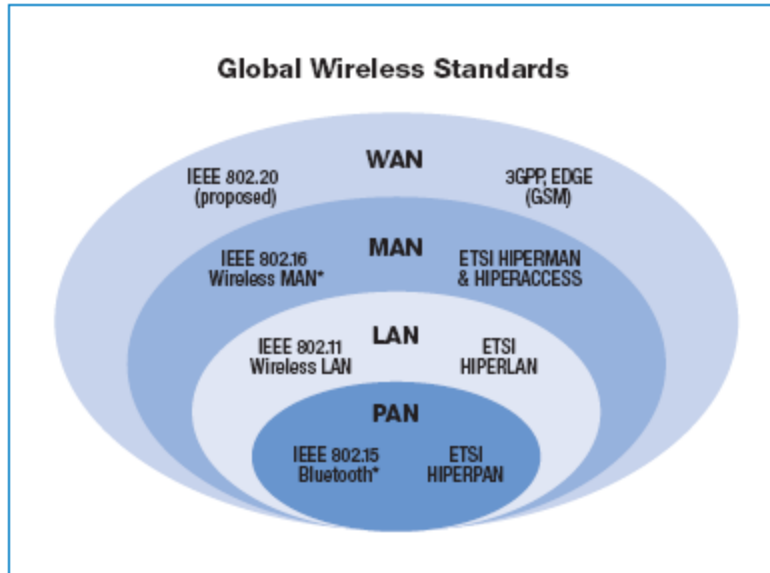 Global Wireless Standards
WAN
IEEE 802.20
(proposed)
3GPP, EDGE
(GSM)
MAN
IEEE 802.16
Wireless MAN*
ETSI HIPERMAN
& HIPERACCESS
LAN
IEEE 802.11
Wireless LAN
ETSI
HIPERLAN
PAN
IEEE 802.15
Bluetooth*
ETSI
HIPERPAN